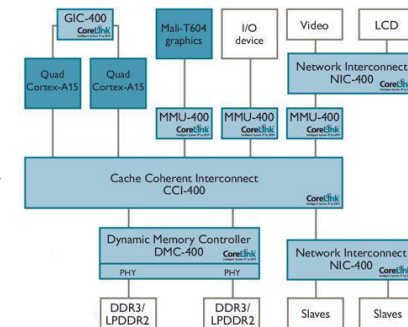 GIC-400
CoreLink
Quad
Cortex-A15
Quad
Cortex-A15
Mali-T604
graphics
I/O
device
Video
LCD
Network Interconnect
NIC-400
CoreLink
MMU-400
CoreLink
MMU-400
CoreLink
MMU-400
CoreLink
Cache Coherent Interconnect
CCI-400
CoreLink
Dynamic Memory Controller
DMC-400
CoreLink
PHY
PHY
Network Interconnect
NIC-400
CoreLink
DDR3/
LPDDR2
DDR3/
LPDDR2
Slaves
Slaves